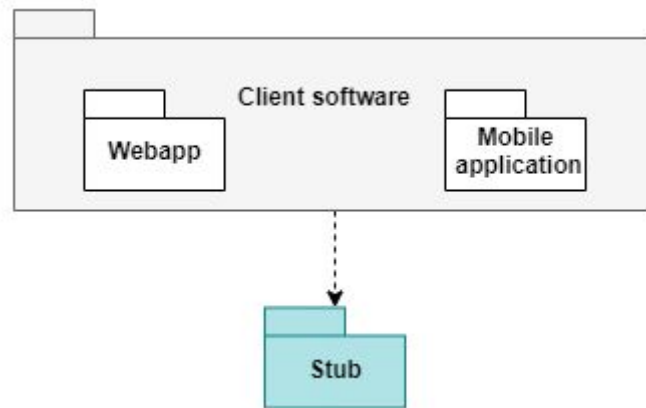 Client software
Webapp
Mobile
application
Stub